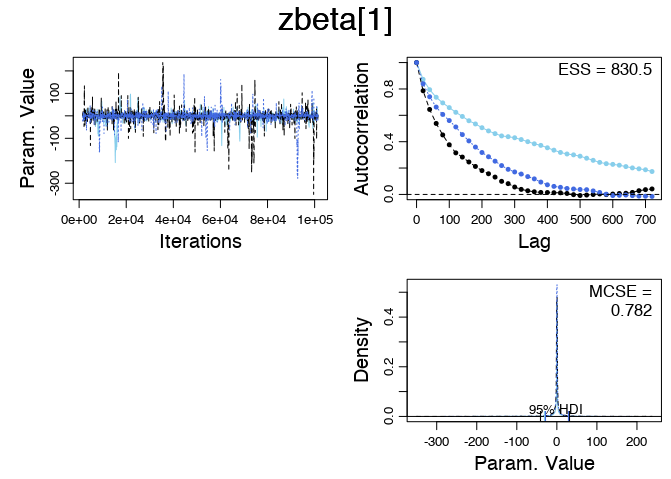 zbeta[1]
Param. Value
-300
-100
100
0e+00 2e+04 4e+04 6e+04 8e+04 1e+05
Iterations
Autocorrelation
0.0
0.4
0.8
ESS = 830.5
0 100 200 300 400 500 600 700
Lag
Density
0.0
0.2
0.4
MCSE =
0.782
95% HDI
-300 -200 -100 0 100 200
Param. Value